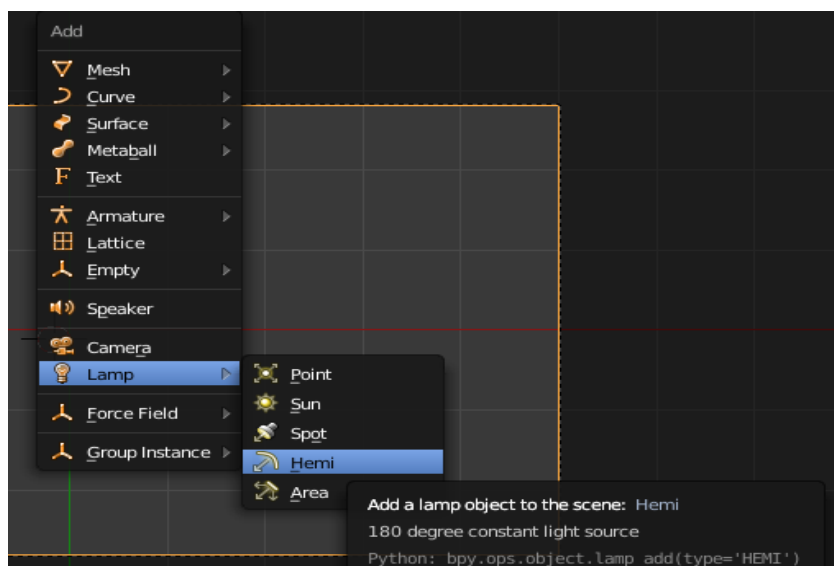 Add
Mesh
Curve
Surface
Metaball
Text
Armature
Lattice
Empty
Speaker
Camera
Lamp
Force Field
Group Instance
Point
Sun
Spot
Hemi
Area
Add a lamp object to the scene: Hemi
180 degree constant light source
Python: bpy.ops.object.lamp_add(type='HEMI')